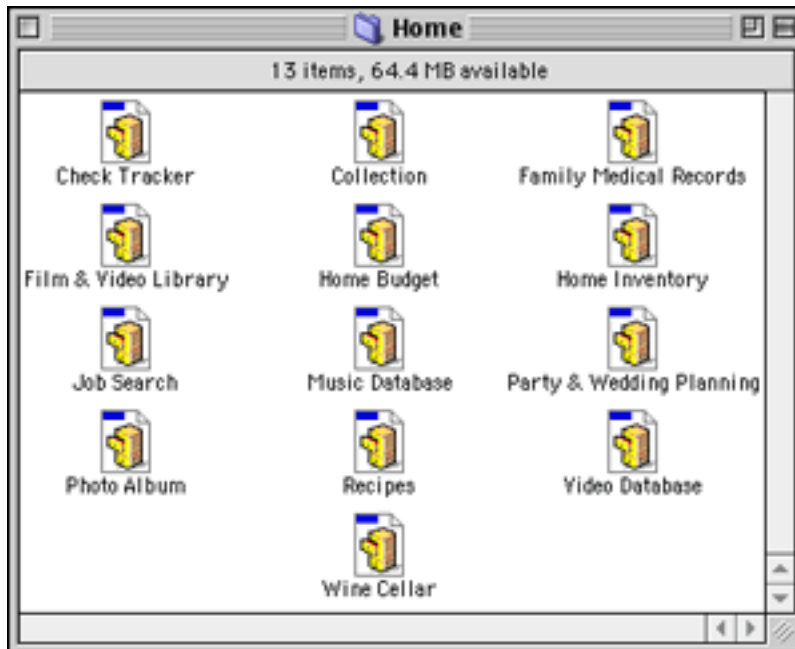 Home
13 items, 64.4 MB available
Check Tracker
Collection
Family Medical Records
Film & Video Library
Home Budget
Home Inventory
Job Search
Music Database
Party & Wedding Planning
Photo Album
Recipes
Video Database
Wine Cellar